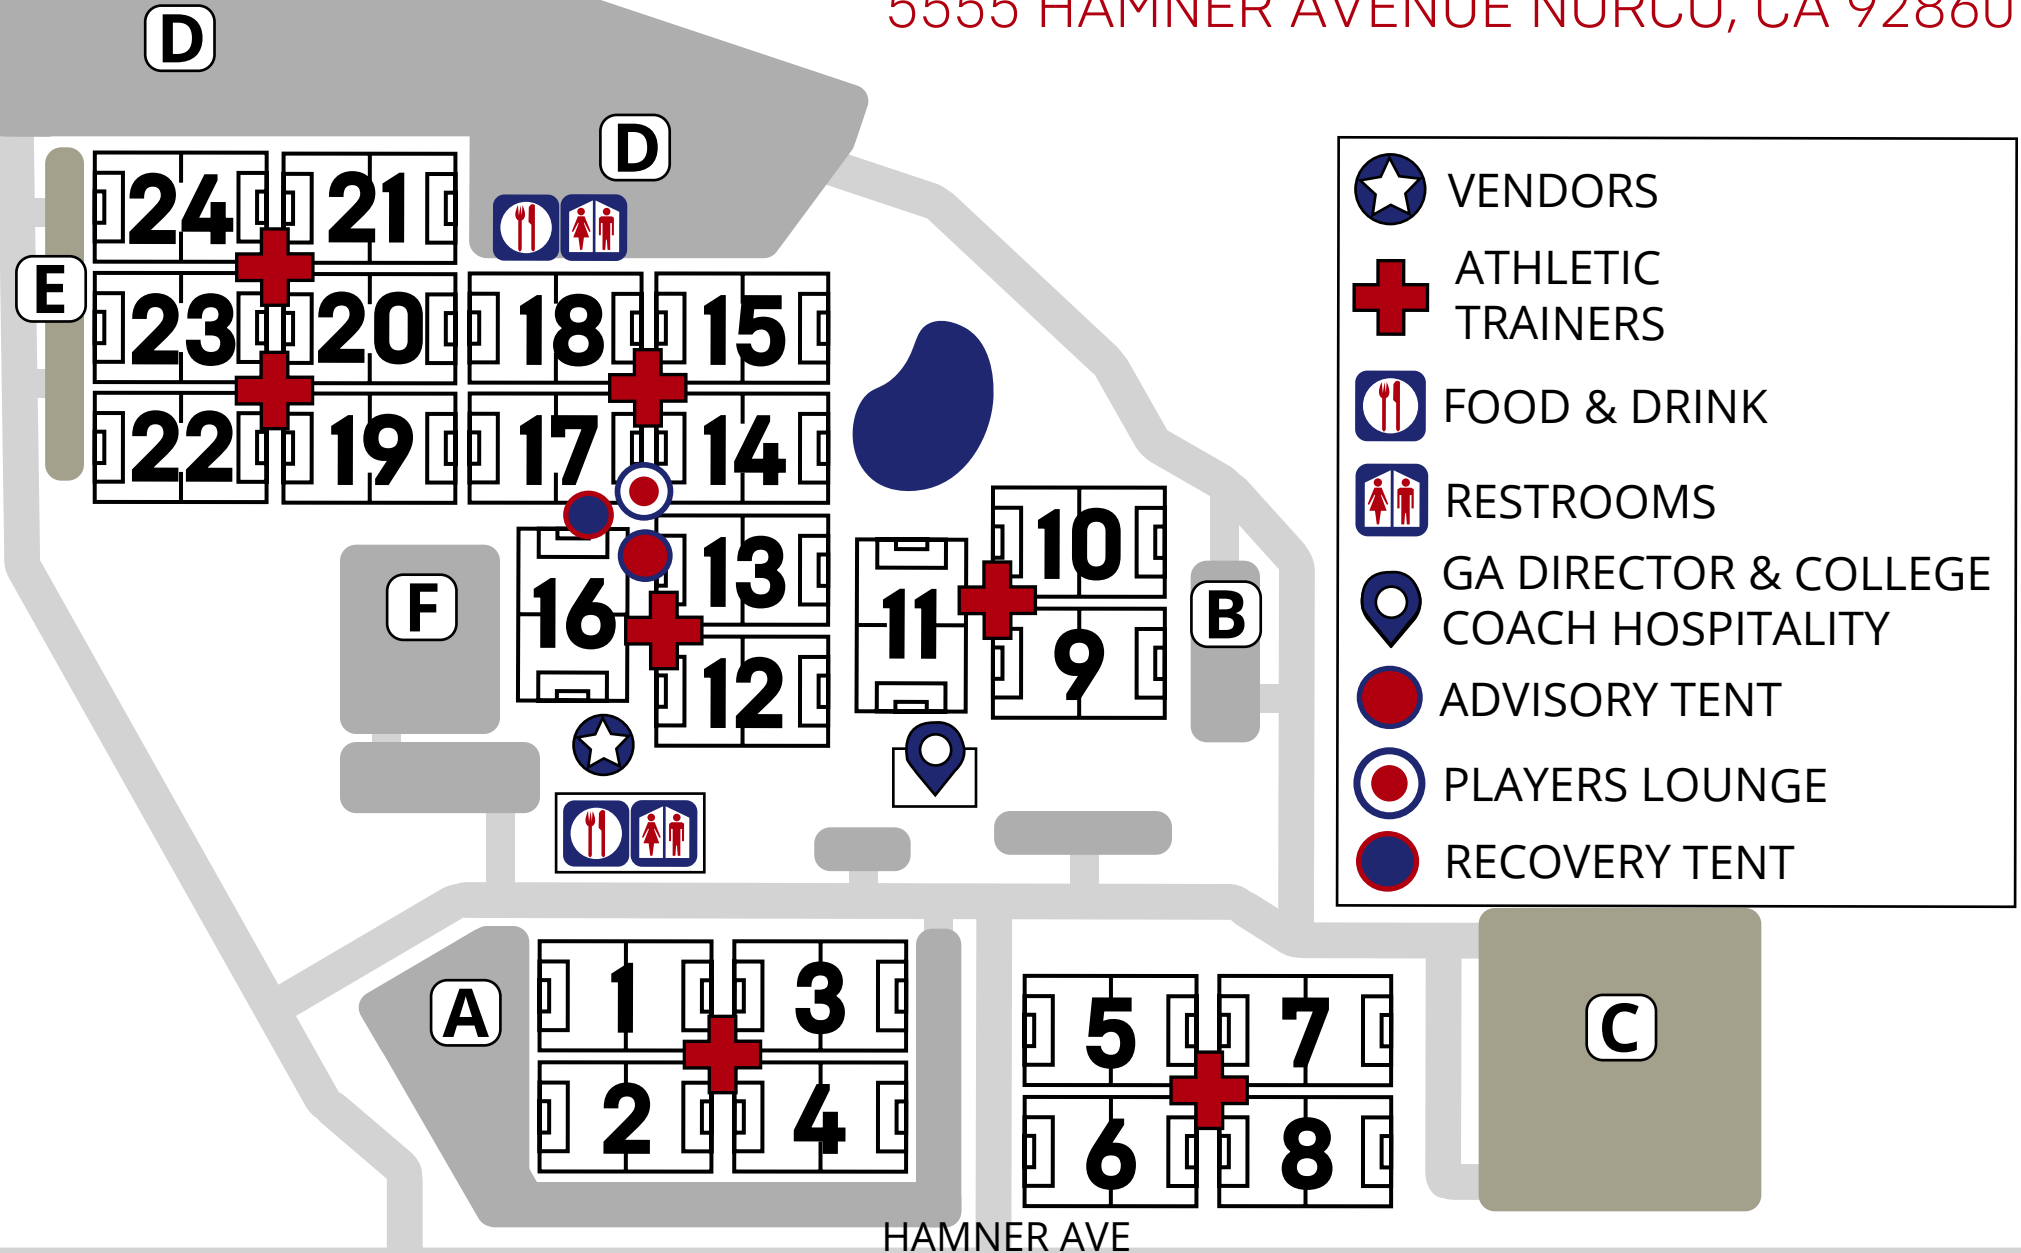 5555 HAMNER AVENUE NORCO, CA 92860
D
D
24
21
E
23
20
18
15
22
19
17
14
10
13
F
16
11
B
9
12
VENDORS
ATHLETIC
TRAINERS
FOOD & DRINK
RESTROOMS
GA DIRECTOR & COLLEGE
COACH HOSPITALITY
ADVISORY TENT
PLAYERS LOUNGE
RECOVERY TENT
A
1
3
5
7
C
2
4
6
8
HAMNER AVE